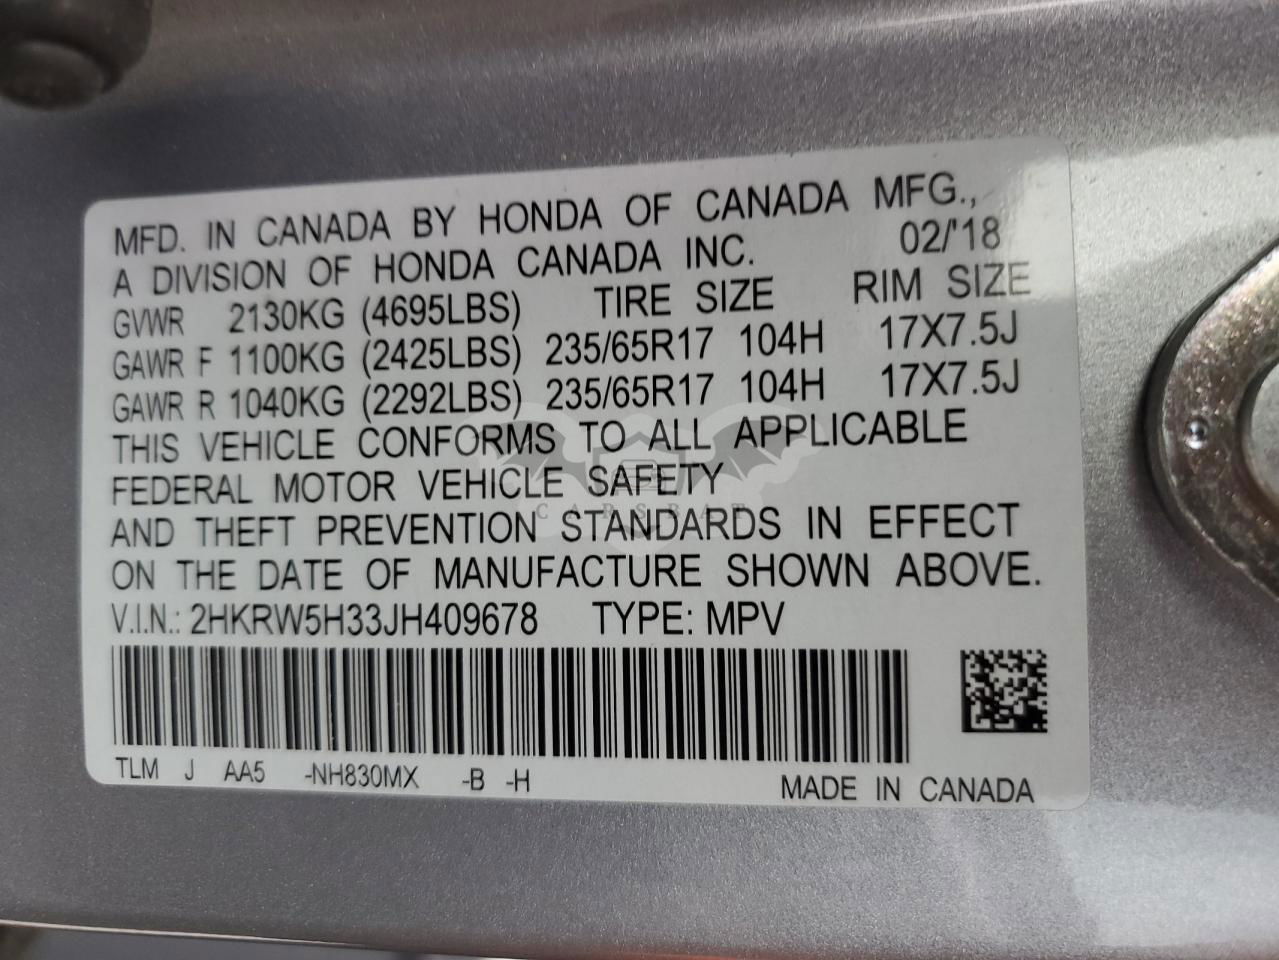 MFD. IN CANADA BY HONDA OF CANADA MFG.,
A DIVISION OF HONDA CANADA INC. 02/'18
GVWR 2130KG (4695LBS) TIRE SIZE RIM SIZE
GAWR F 1100KG (2425LBS) 235/65R17 104H 17X7.5J
GAWR R 1040KG (2292LBS) 235/65R17 104H 17X7.5J
THIS VEHICLE CONFORMS TO ALL APPLICABLE
FEDERAL MOTOR VEHICLE SAFETY
CARSBAT
AND THEFT PREVENTION STANDARDS IN EFFECT
ON THE DATE OF MANUFACTURE SHOWN ABOVE.
V.I.N.: 2HKRW5H33JH409678 TYPE: MPV
TLM J AA5 -NH830MX -B -H MADE IN CANADA